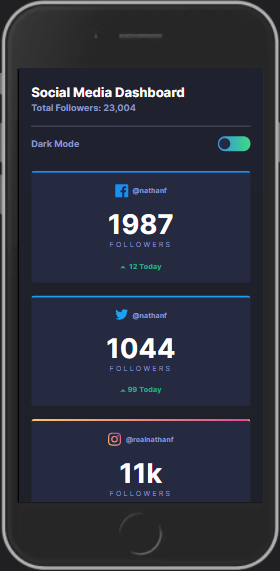 Social Media Dashboard
Total Followers: 23,004
Dark Mode
@nathanf
1987
FOLLOWERS
12 Today
@nathanf
1044
FOLLOWERS
99 Today
@realnathanf
11k
FOLLOWERS